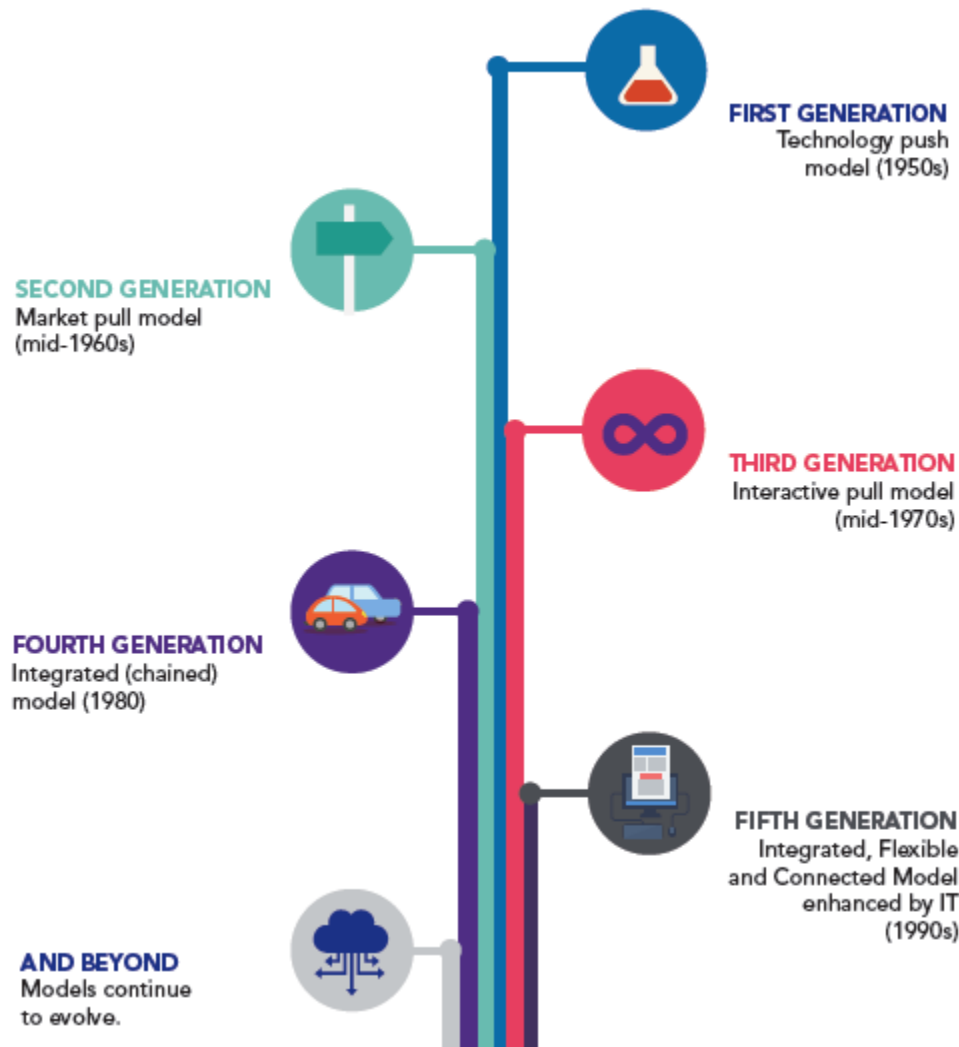 FIRST GENERATION
Technology push
model (1950s)
SECOND GENERATION
Market pull model
(mid-1960s)
THIRD GENERATION
Interactive pull model
(mid-1970s)
FOURTH GENERATION
Integrated (chained)
model (1980)
FIFTH GENERATION
Integrated, Flexible
and Connected Model
enhanced by IT
(1990s)
AND BEYOND
Models continue
to evolve.